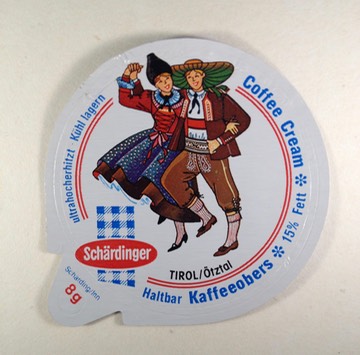 ultrahocherhitzt · Kühl lagern
Coffee Cream * 15% Fett *
Haltbar Kaffeeobers
TIROL/Ötztal
Schärdinger
Schärding/Inn
8g